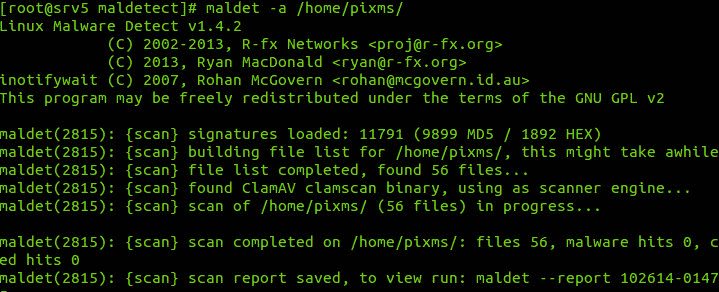 [root@srv5 maldetect]# maldet -a /home/pixms/
Linux Malware Detect v1.4.2
            (C) 2002-2013, R-fx Networks <proj@r-fx.org>
            (C) 2013, Ryan MacDonald <ryan@r-fx.org>
inotifywait (C) 2007, Rohan McGovern <rohan@mcgovern.id.au>
This program may be freely redistributed under the terms of the GNU GPL v2
maldet(2815): {scan} signatures loaded: 11791 (9899 MD5 / 1892 HEX)
maldet(2815): {scan} building file list for /home/pixms/, this might take awhile
maldet(2815): {scan} file list completed, found 56 files...
maldet(2815): {scan} found ClamAV clamscan binary, using as scanner engine...
maldet(2815): {scan} scan of /home/pixms/ (56 files) in progress...
maldet(2815): {scan} scan completed on /home/pixms/: files 56, malware hits 0, c
ed hits 0
maldet(2815): {scan} scan report saved, to view run: maldet --report 102614-0147